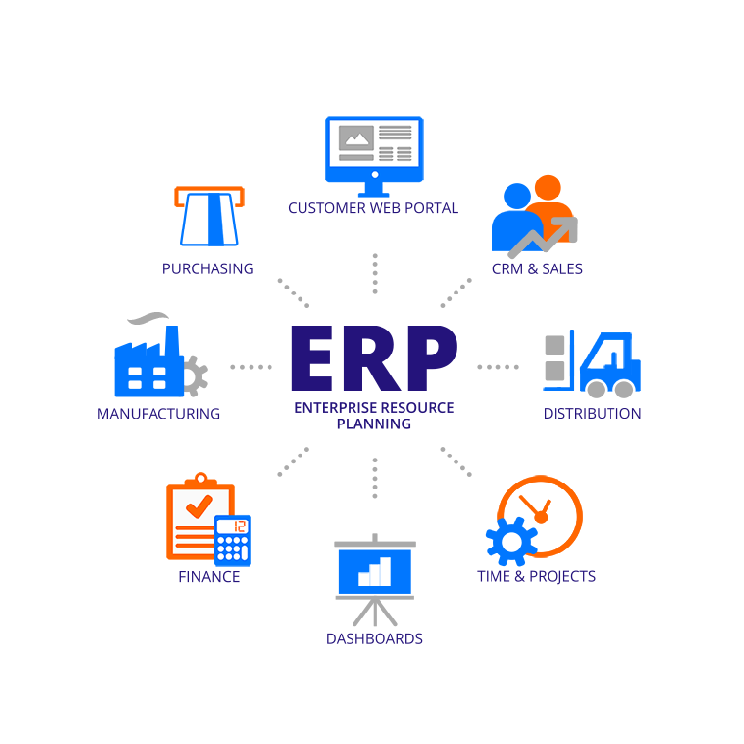 CUSTOMER WEB PORTAL
PURCHASING
CRM & SALES
ERP
ENTERPRISE RESOURCE
PLANNING
MANUFACTURING
DISTRIBUTION
12
FINANCE
TIME & PROJECTS
DASHBOARDS